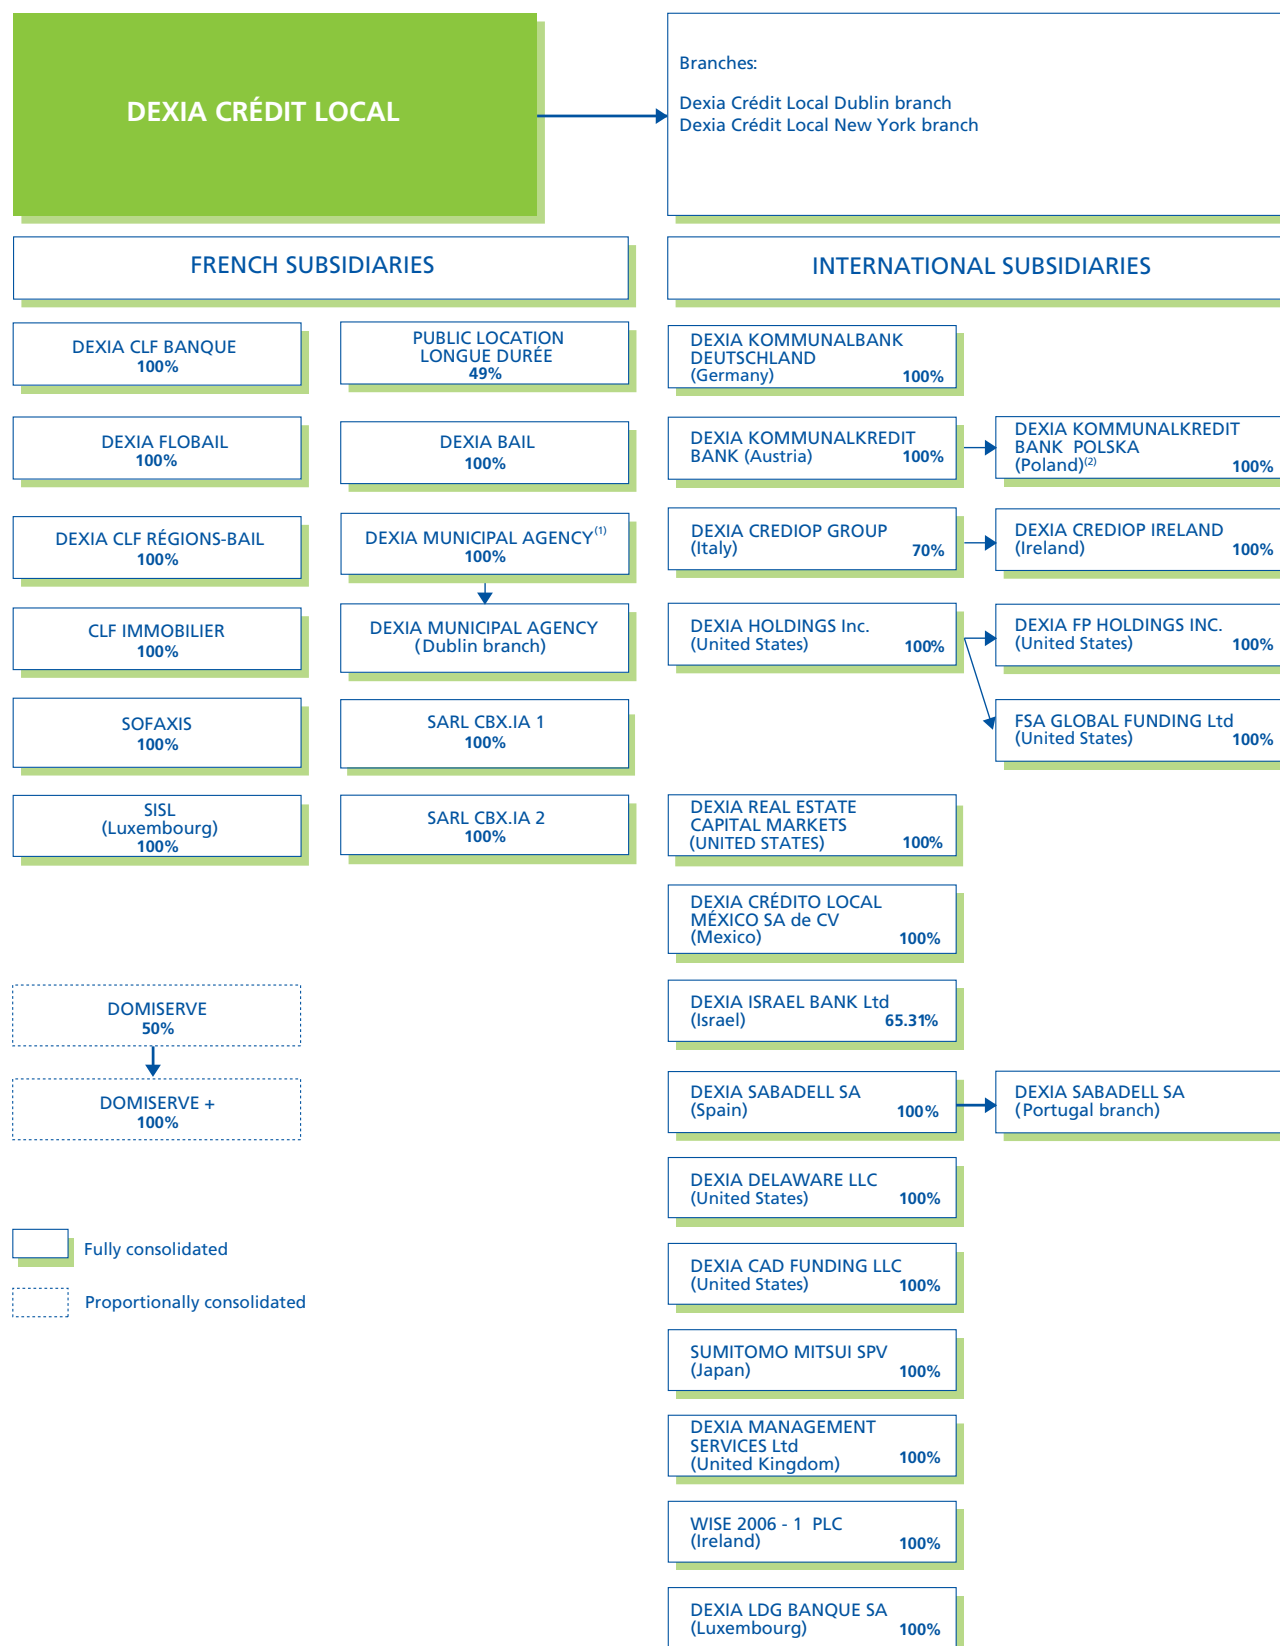 DEXIA CRÉDIT LOCAL
Branches:
Dexia Crédit Local Dublin branch
Dexia Crédit Local New York branch
FRENCH SUBSIDIARIES
DEXIA CLF BANQUE
100%
PUBLIC LOCATION
LONGUE DURÉE
49%
DEXIA FLOBAIL
100%
DEXIA BAIL
100%
DEXIA CLF RÉGIONS-BAIL
100%
DEXIA MUNICIPAL AGENCY(1)
100%
CLF IMMOBILIER
100%
DEXIA MUNICIPAL AGENCY
(Dublin branch)
SOFAXIS
100%
SARL CBX.IA 1
100%
SISL
(Luxembourg)
100%
SARL CBX.IA 2
100%
DOMISERVE
50%
DOMISERVE +
100%
Fully consolidated
Proportionally consolidated
INTERNATIONAL SUBSIDIARIES
DEXIA KOMMUNALBANK
DEUTSCHLAND
(Germany) 100%
DEXIA KOMMUNALKREDIT
BANK (Austria) 100%
DEXIA KOMMUNALKREDIT
BANK POLSKA
(Poland)(2) 100%
DEXIA CREDIOP GROUP
(Italy) 70%
DEXIA CREDIOP IRELAND
(Ireland) 100%
DEXIA HOLDINGS Inc.
(United States) 100%
DEXIA FP HOLDINGS INC.
(United States) 100%
FSA GLOBAL FUNDING Ltd
(United States) 100%
DEXIA REAL ESTATE
CAPITAL MARKETS
(UNITED STATES) 100%
DEXIA CRÉDITO LOCAL
MÉXICO SA de CV
(Mexico) 100%
DEXIA ISRAEL BANK Ltd
(Israel) 65.31%
DEXIA SABADELL SA
(Spain) 100%
DEXIA SABADELL SA
(Portugal branch)
DEXIA DELAWARE LLC
(United States) 100%
DEXIA CAD FUNDING LLC
(United States) 100%
SUMITOMO MITSUI SPV
(Japan) 100%
DEXIA MANAGEMENT
SERVICES Ltd
(United Kingdom) 100%
WISE 2006 - 1 PLC
(Ireland) 100%
DEXIA LDG BANQUE SA
(Luxembourg) 100%